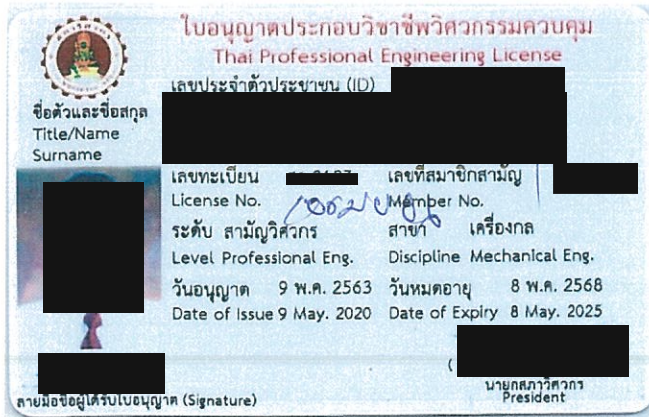 ใบอนุญาตประกอบวิชาชีพวิศวกรรมควบคุม
Thai Professional Engineering License
เลขประจำตัวประชาชน (ID)
ชื่อตัวและชื่อสกุล
Title/Name
Surname
เลขทะเบียน เลขที่สมาชิกสามัญ
License No. Member No.
ระดับ สามัญวิศวกร สาขา เครื่องกล
Level Professional Eng. Discipline Mechanical Eng.
วันอนุญาต 9 พ.ค. 2563 วันหมดอายุ 8 พ.ค. 2568
Date of Issue 9 May. 2020 Date of Expiry 8 May. 2025
(
นายกสภาวิศวกร
President
ลายมือชื่อผู้ได้รับใบอนุญาต (Signature)